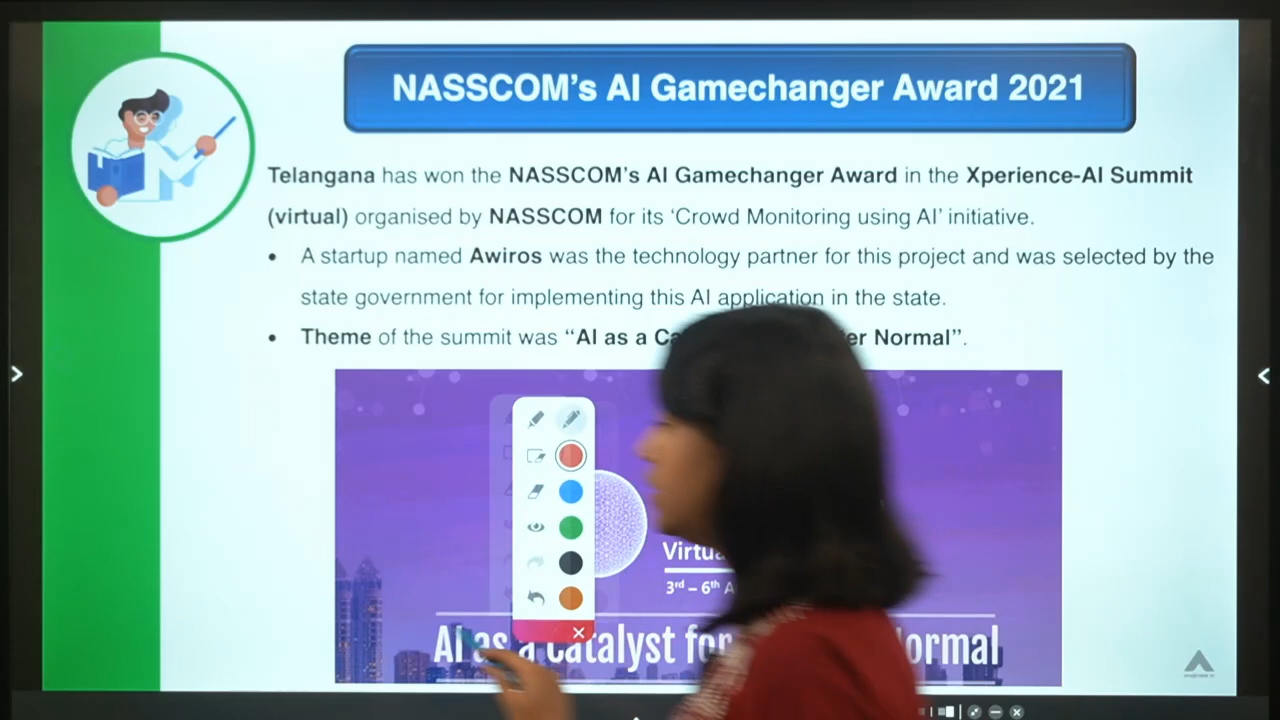 NASSCOM's AI Gamechanger Award 2021
Telangana has won the NASSCOM's AI Gamechanger Award in the Xperience-AI Summit
(virtual) organised by NASSCOM for its 'Crowd Monitoring using AI' initiative.
• A startup named Awiros was the technology partner for this project and was selected by the
state government for implementing this AI application in the state.
• Theme of the summit was "AI as a er Normal".
3rd – 6th
AI as a Catalyst for